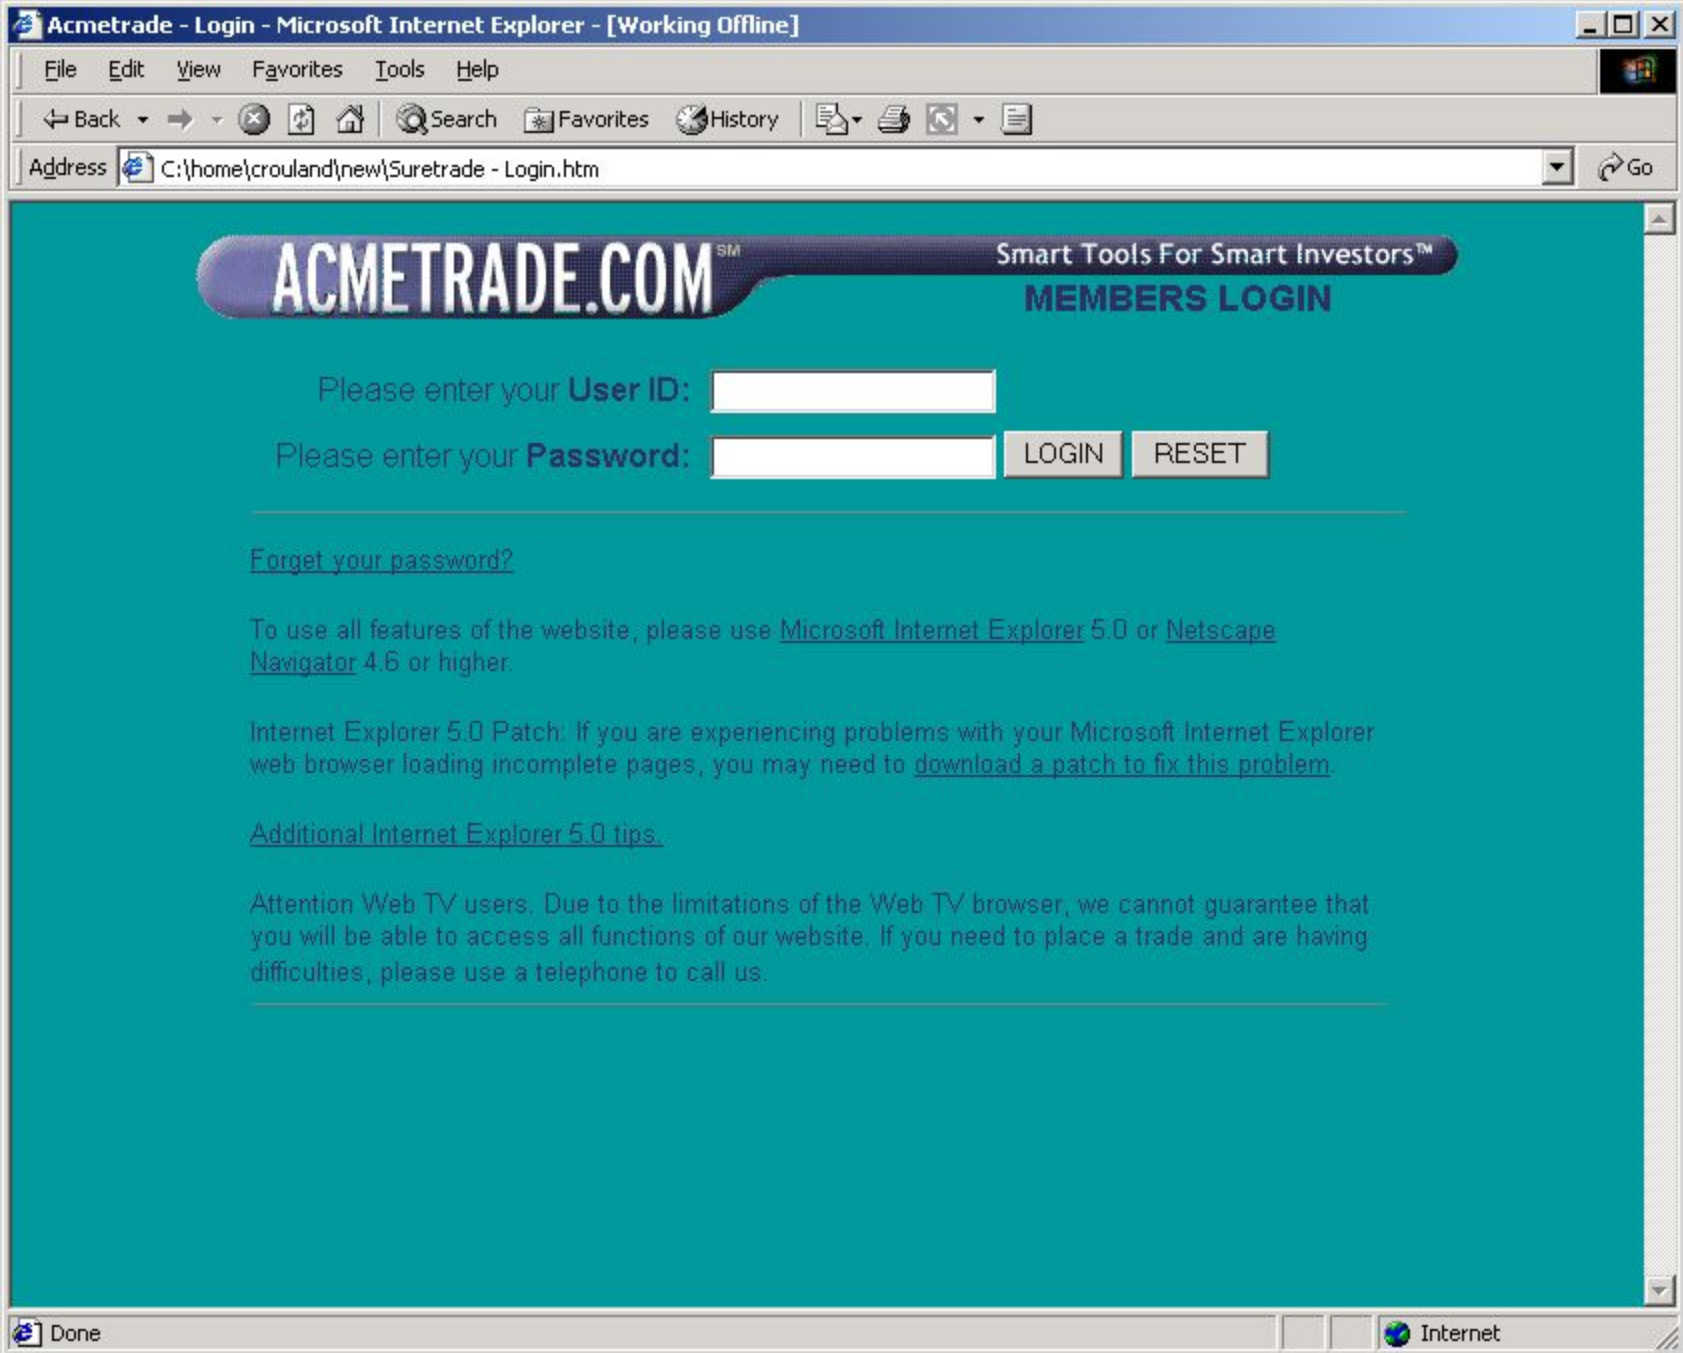 Acmetrade - Login - Microsoft Internet Explorer - [Working Offline]
File Edit View Favorites Tools Help
Back Search Favorites History
Address C:\home\crouland\new\Suretrade - Login.htm Go
ACMETRADE.COM SM Smart Tools For Smart Investors™
MEMBERS LOGIN
Please enter your User ID:
Please enter your Password: LOGIN RESET
Forget your password?
To use all features of the website, please use Microsoft Internet Explorer 5.0 or Netscape
Navigator 4.6 or higher.
Internet Explorer 5.0 Patch: If you are experiencing problems with your Microsoft Internet Explorer
web browser loading incomplete pages, you may need to download a patch to fix this problem.
Additional Internet Explorer 5.0 tips.
Attention Web TV users. Due to the limitations of the Web TV browser, we cannot guarantee that
you will be able to access all functions of our website. If you need to place a trade and are having
difficulties, please use a telephone to call us.
Done Internet